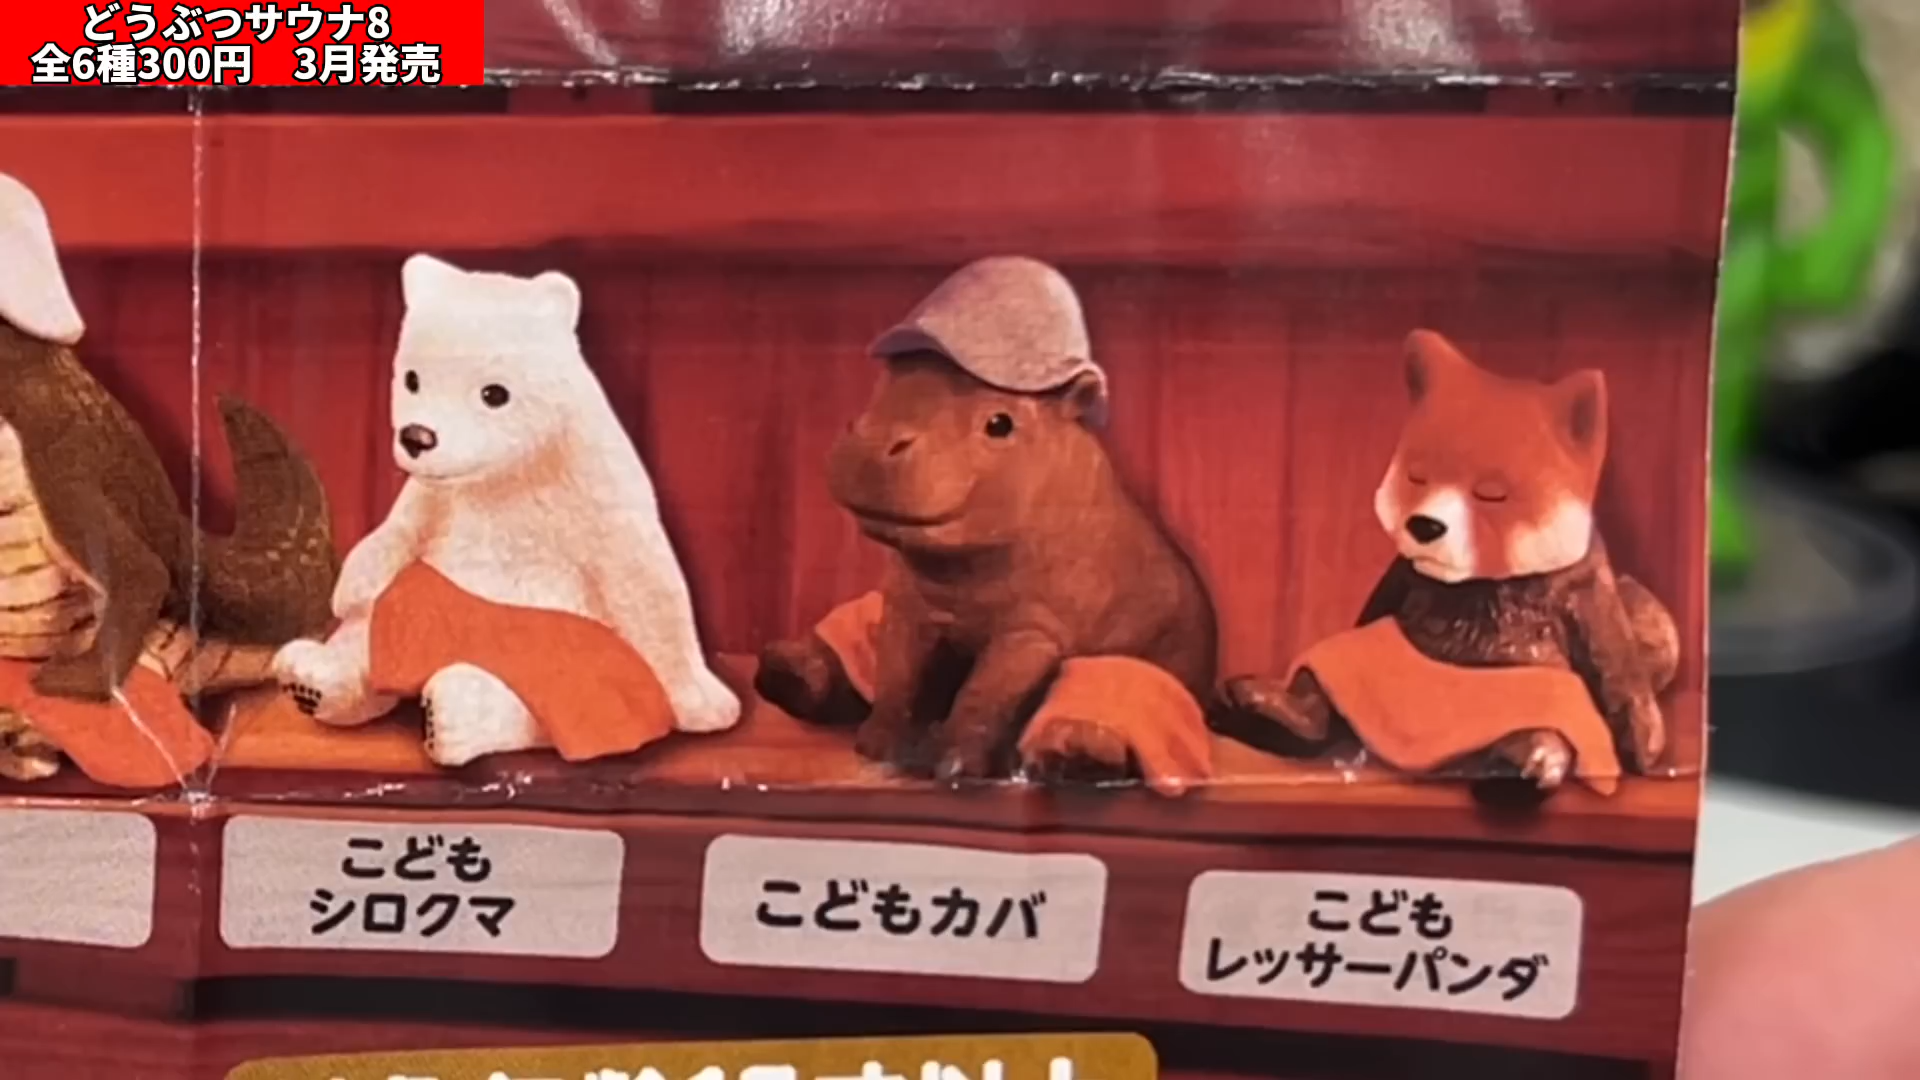 どうぶつサウナ8
全6種300円　3月発売
こども
シロクマ
こどもカバ
こども
レッサーパンダ